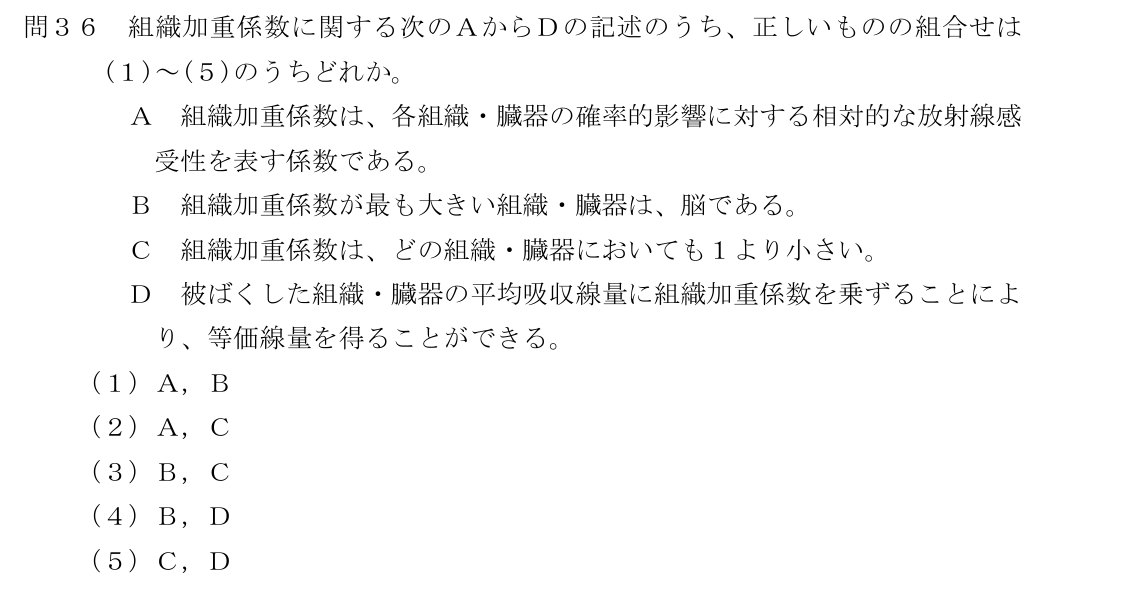 問３６　組織加重係数に関する次のＡからＤの記述のうち、正しいものの組合せは
（１）～（５）のうちどれか。
Ａ　組織加重係数は、各組織・臓器の確率的影響に対する相対的な放射線感
受性を表す係数である。
Ｂ　組織加重係数が最も大きい組織・臓器は、脳である。
Ｃ　組織加重係数は、どの組織・臓器においても１より小さい。
Ｄ　被ばくした組織・臓器の平均吸収線量に組織加重係数を乗ずることによ
り、等価線量を得ることができる。
（１）Ａ，Ｂ
（２）Ａ，Ｃ
（３）Ｂ，Ｃ
（４）Ｂ，Ｄ
（５）Ｃ，Ｄ